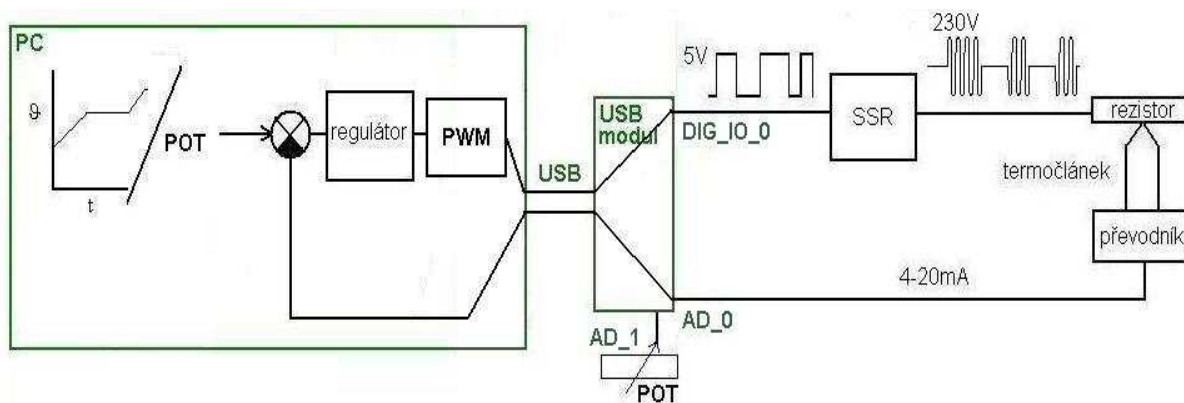 PC
ϑ
t
POT
regulátor
PWM
USB
USB
modul
5V
DIG_IO_0
SSR
230V
rezistor
termočlánek
převodník
4-20mA
AD_0
AD_1
POT